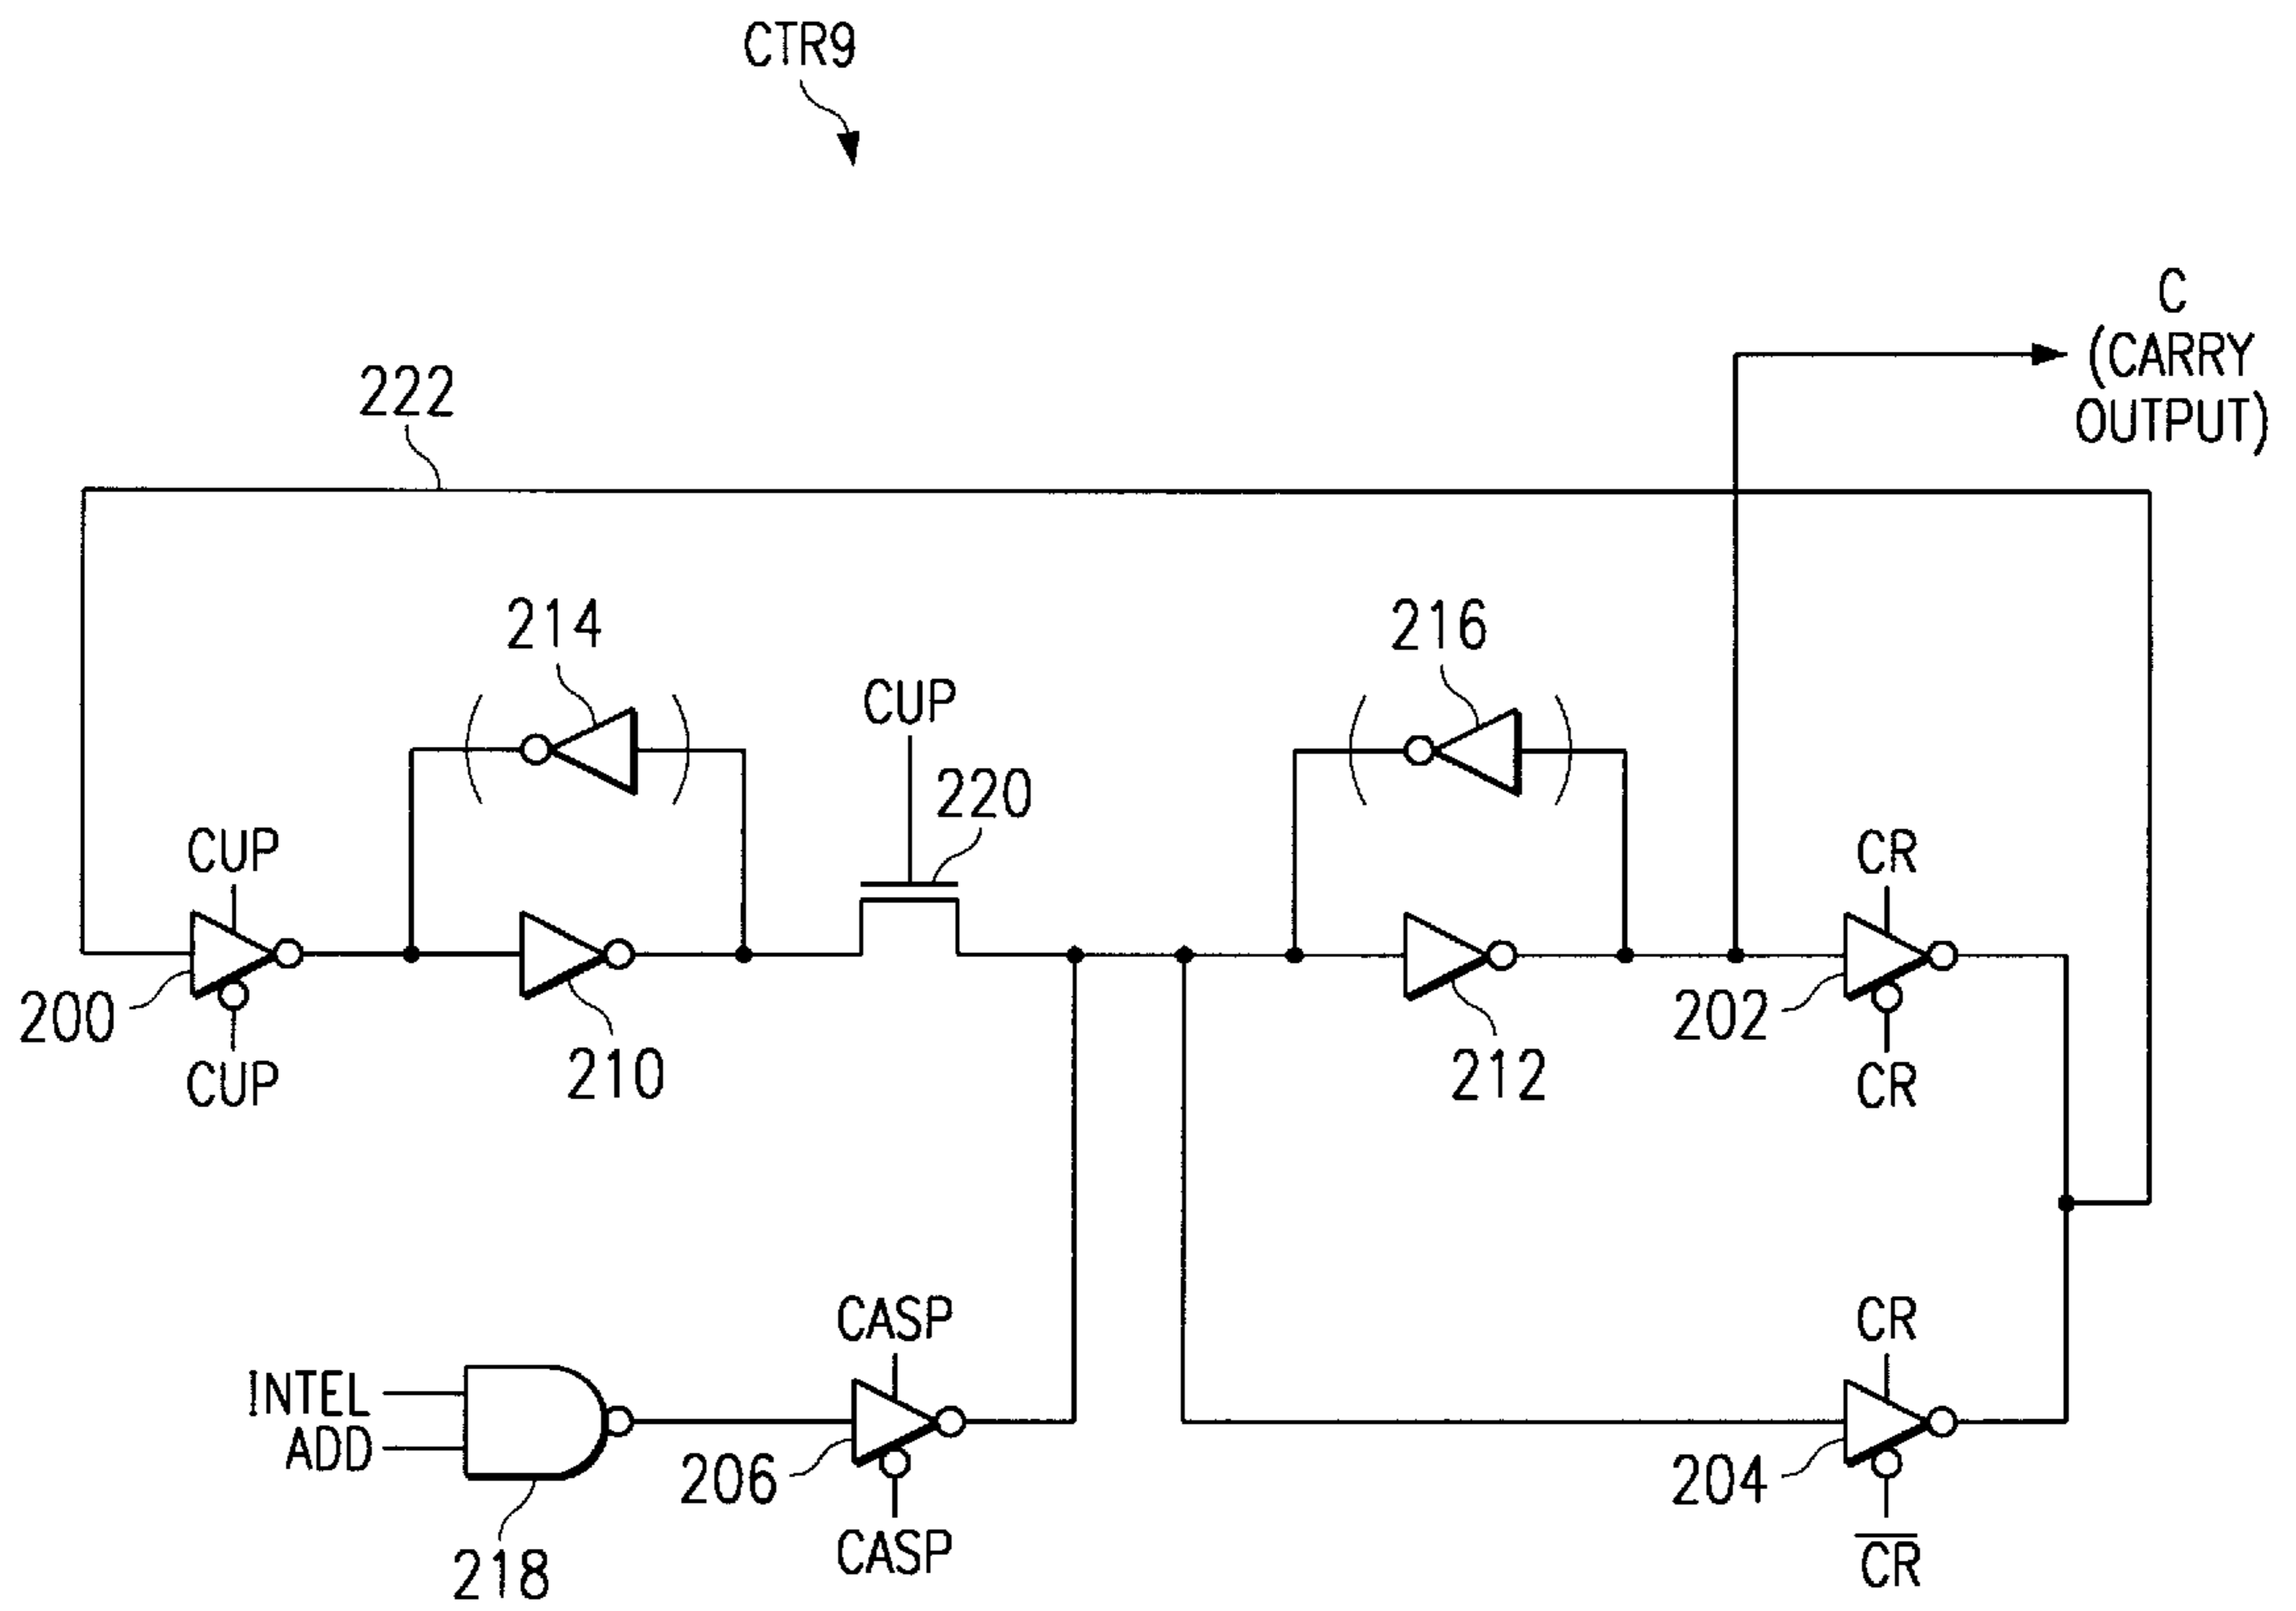 CTR9
C
(CARRY
OUTPUT)
222
214
216
CUP
220
CUP
CR
200
202
CUP
210
212
CR
CASP
CR
INTEL
ADD
206
204
218
CASP
C̅R̅